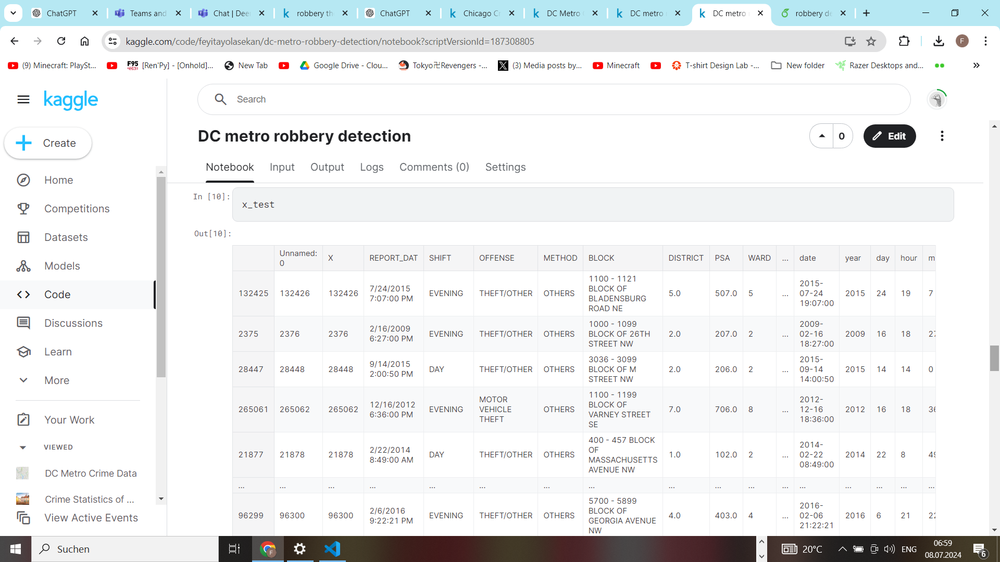 ChatGPT
Teams and
Chat | Deer
robbery th
ChatGPT
Chicago Cr
DC Metro
DC metro
DC metro
robbery de
kaggle.com/code/feyitayolasekan/dc-metro-robbery-detection/notebook?scriptVersionId=187308805
F
(9) Minecraft: PlaySt...
F95 ZONE
[Ren'Py] - [Onhold]...
New Tab
Google Drive - Clou...
Tokyo卍Revengers -...
(3) Media posts by...
Minecraft
T-shirt Design Lab -...
New folder
Razer Desktops and...
kaggle
Search
Create
DC metro robbery detection
0
Edit
Notebook Input Output Logs Comments (0) Settings
Home
Competitions
Datasets
Models
Code
Discussions
Learn
More
Your Work
VIEWED
DC Metro Crime Data
Crime Statistics of ...
View Active Events
In [10]:
x_test
Out[10]:
Unnamed: 0 X REPORT_DAT SHIFT OFFENSE METHOD BLOCK DISTRICT PSA WARD ... date year day hour m
132425 132426 132426 7/24/2015 7:07:00 PM EVENING THEFT/OTHER OTHERS 1100 - 1121 BLOCK OF BLADENSBURG ROAD NE 5.0 507.0 5 ... 2015-07-24 19:07:00 2015 24 19 7
2375 2376 2376 2/16/2009 6:27:00 PM EVENING THEFT/OTHER OTHERS 1000 - 1099 BLOCK OF 26TH STREET NW 2.0 207.0 2 ... 2009-02-16 18:27:00 2009 16 18 27
28447 28448 28448 9/14/2015 2:00:50 PM DAY THEFT/OTHER OTHERS 3036 - 3099 BLOCK OF M STREET NW 2.0 206.0 2 ... 2015-09-14 14:00:50 2015 14 14 0
265061 265062 265062 12/16/2012 6:36:00 PM EVENING MOTOR VEHICLE THEFT OTHERS 1100 - 1199 BLOCK OF VARNEY STREET SE 7.0 706.0 8 ... 2012-12-16 18:36:00 2012 16 18 36
21877 21878 21878 2/22/2014 8:49:00 AM DAY THEFT/OTHER OTHERS 400 - 457 BLOCK OF MASSACHUSETTS AVENUE NW 1.0 102.0 2 ... 2014-02-22 08:49:00 2014 22 8 49
... ... ... ... ... ... ... ... ... ... ... ... ... ... ... ... ...
96299 96300 96300 2/6/2016 9:22:21 PM EVENING THEFT/OTHER OTHERS 5700 - 5899 BLOCK OF GEORGIA AVENUE NW 4.0 403.0 4 ... 2016-02-06 21:22:21 2016 6 21 22
Suchen
F
20°C
ENG
06:59
08.07.2024
6